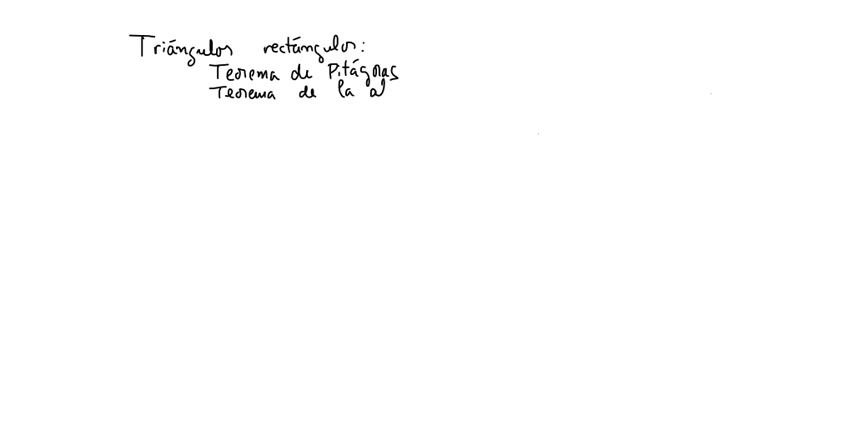 Triángulos rectángulos:
Teorema de Pitágoras
Teorema de la a